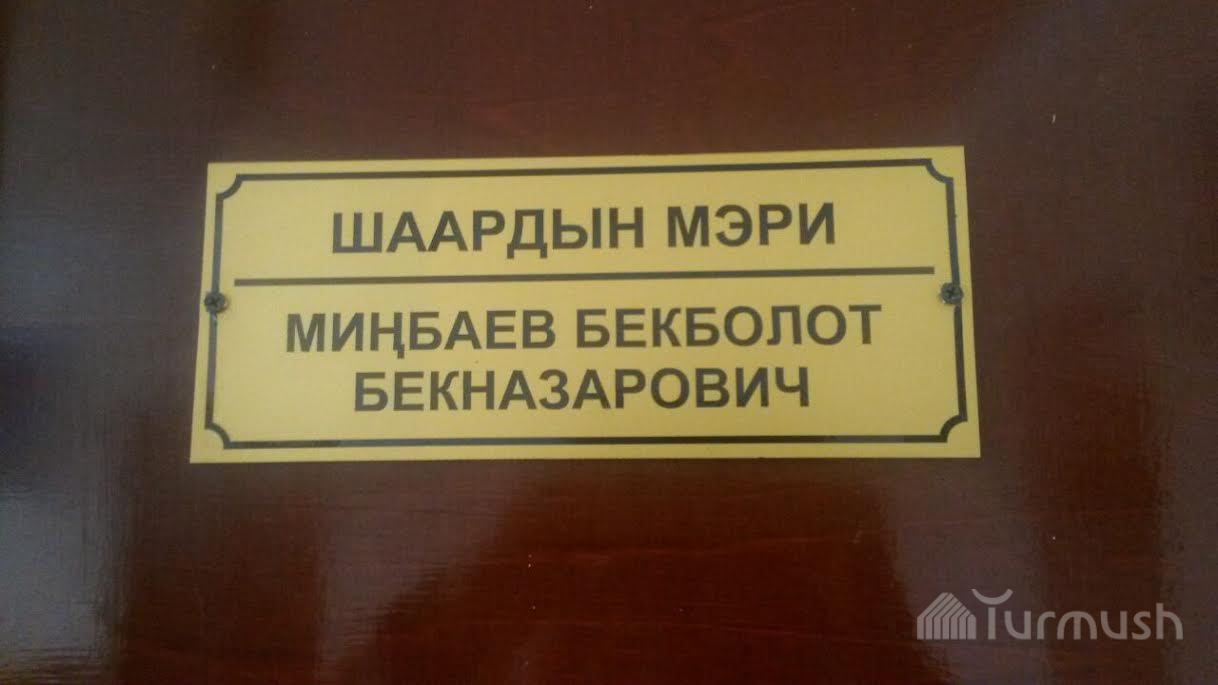 ШААРДЫН МЭРИ
МИҢБАЕВ БЕКБОЛОТ
БЕКНАЗАРОВИЧ
Turmush